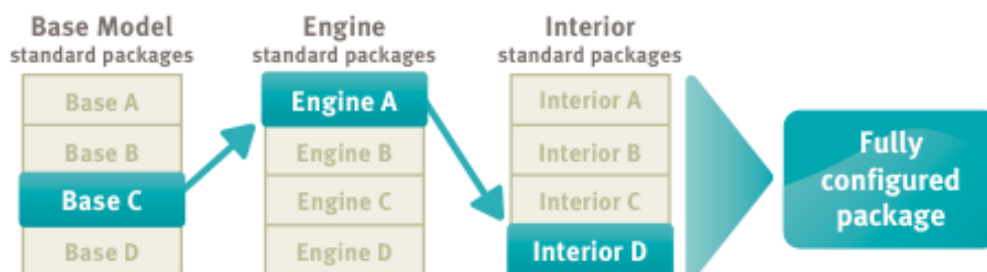 Base Model
standard packages
Base A
Base B
Base C
Base D
Engine
standard packages
Engine A
Engine B
Engine C
Engine D
Interior
standard packages
Interior A
Interior B
Interior C
Interior D
Fully
configured
package